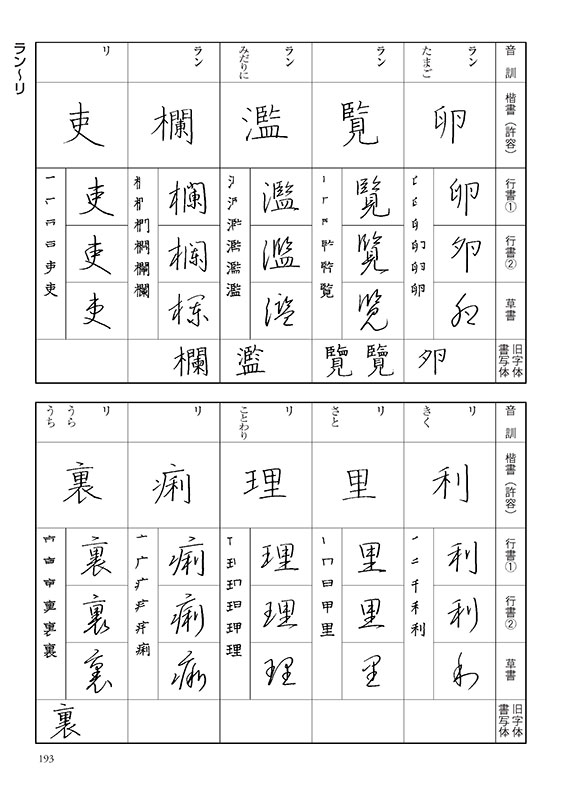 ラン〜リ
音 訓
楷書（許容）
行書①
行書②
草書
旧字体
書写体
ラン
たまご
卵
卵
卵
卵
卵
ラン
覧
覧
覧
覧
覽 覽
ラン
みだりに
濫
濫
濫
濫
濫
ラン
欄
欄
欄
欄
欄
リ
吏
吏
吏
吏
音 訓
楷書（許容）
行書①
行書②
草書
旧字体
書写体
リ
きく
利
利
利
利
リ
さと
里
里
里
里
リ
ことわり
理
理
理
理
リ
痢
痢
痢
痢
リ
うら
うち
裏
裏
裏
裏
裏
193